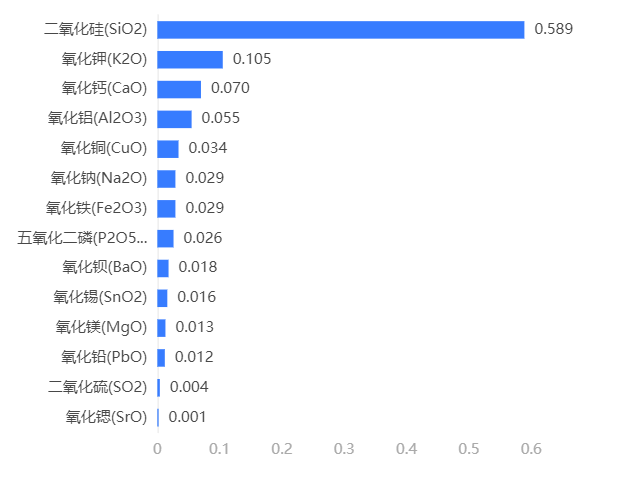 二氧化硅(SiO2) 0.589
氧化钾(K2O) 0.105
氧化钙(CaO) 0.070
氧化铝(Al2O3) 0.055
氧化铜(CuO) 0.034
氧化钠(Na2O) 0.029
氧化铁(Fe2O3) 0.029
五氧化二磷(P2O5... 0.026
氧化钡(BaO) 0.018
氧化锡(SnO2) 0.016
氧化镁(MgO) 0.013
氧化铅(PbO) 0.012
二氧化硫(SO2) 0.004
氧化锶(SrO) 0.001
0 0.1 0.2 0.3 0.4 0.5 0.6